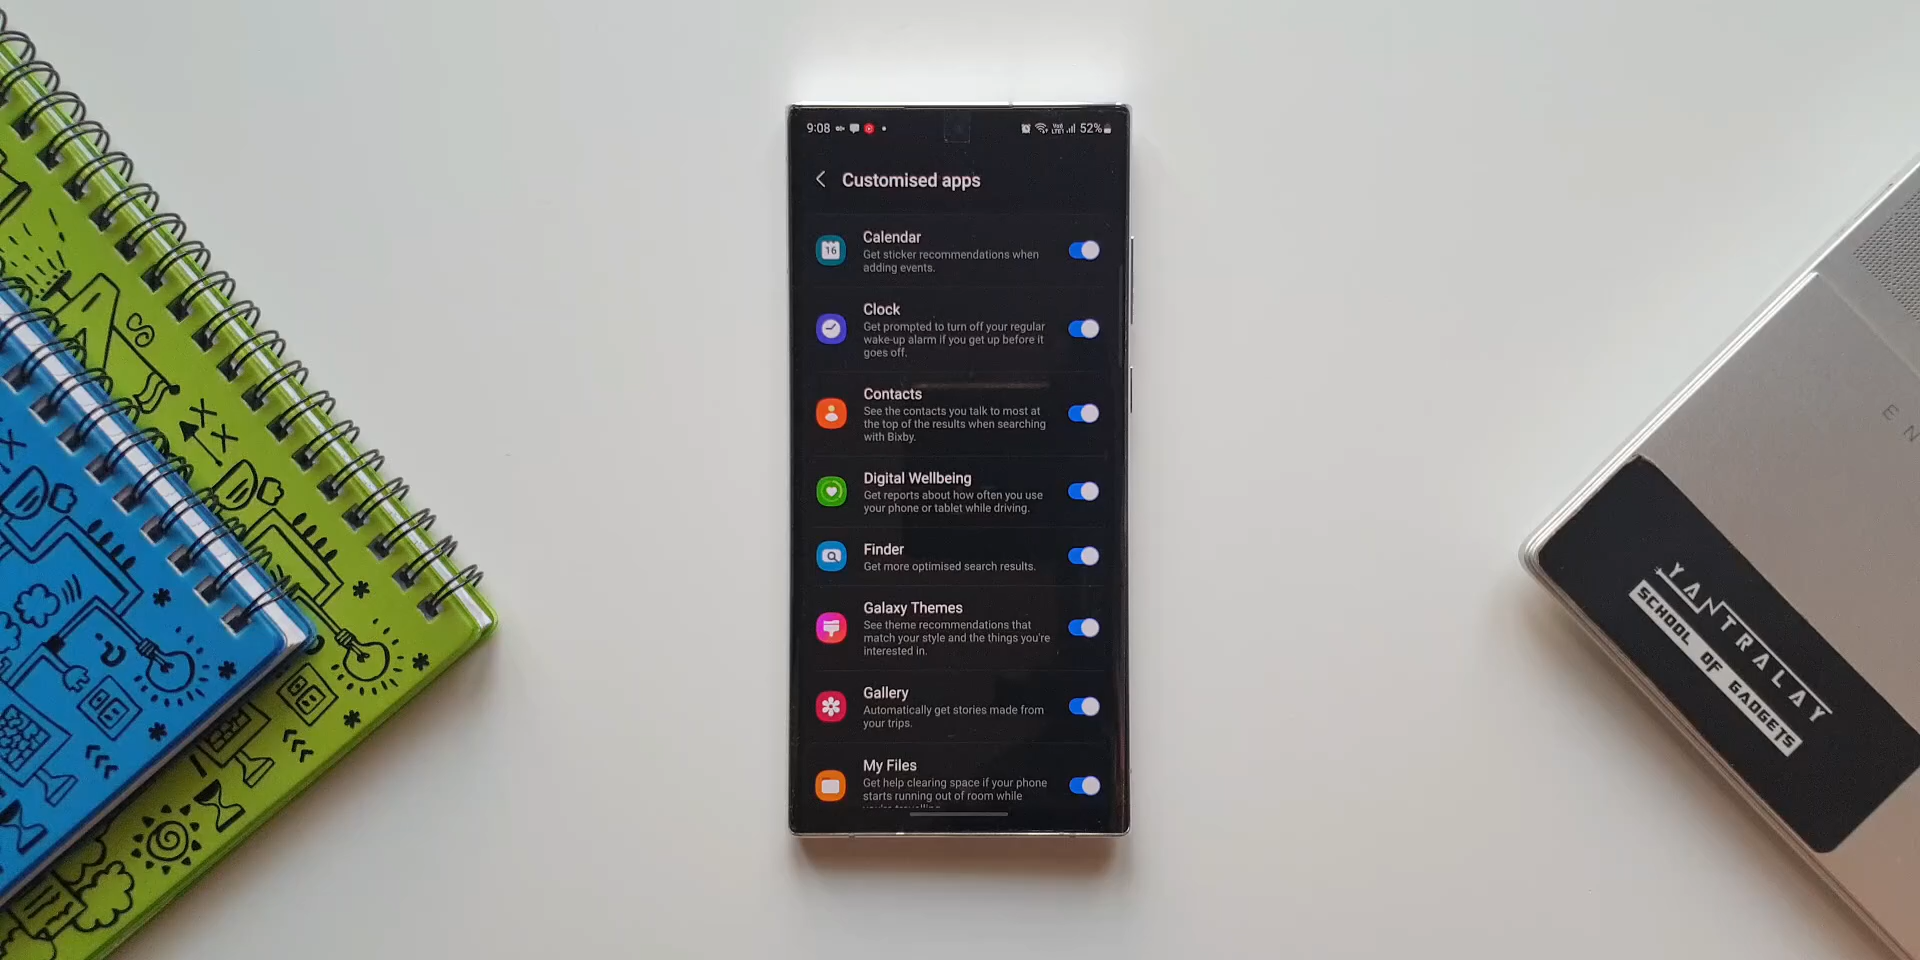 9:08
52%
Customised apps
16
Calendar
Get sticker recommendations when
adding events.
Clock
Get prompted to turn off your regular
wake-up alarm if you get up before it
goes off.
Contacts
See the contacts you talk to most at
the top of the results when searching
with Bixby.
Digital Wellbeing
Get reports about how often you use
your phone or tablet while driving.
Finder
Get more optimised search results.
Galaxy Themes
See theme recommendations that
match your style and the things you're
interested in.
Gallery
Automatically get stories made from
your trips.
My Files
Get help clearing space if your phone
starts running out of room while
YANTRALAY
SCHOOL OF GADGETS